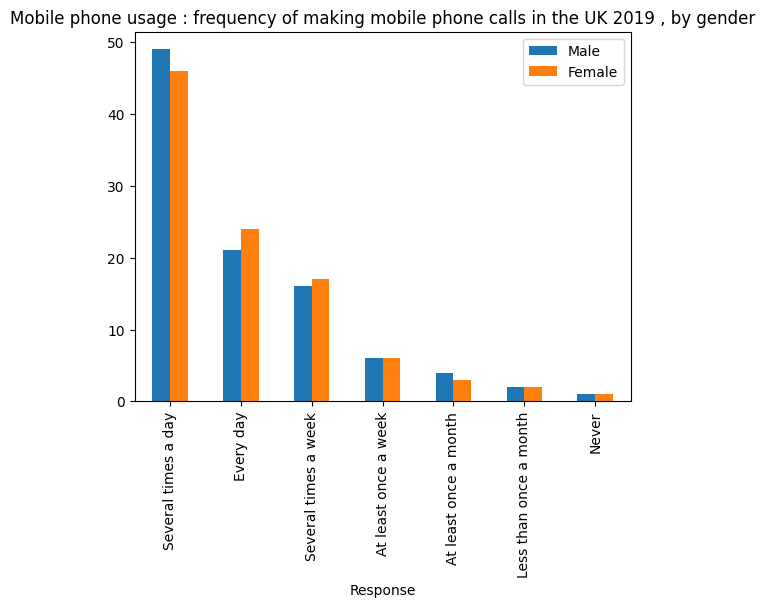 Mobile phone usage : frequency of making mobile phone calls in the UK 2019 , by gender
Male
Female
50
40
30
20
10
0
Several times a day
Every day
Several times a week
At least once a week
At least once a month
Less than once a month
Never
Response